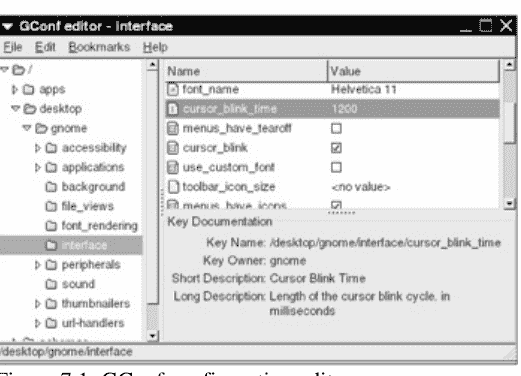 GConf editor - interface
File Edit Bookmarks Help
/
apps
desktop
gnome
accessibility
applications
background
file_views
font_rendering
interface
peripherals
sound
thumbnailers
url-handlers
Name Value
font_name Helvetica 11
cursor_blink_time 1200
menus_have_tearoff
cursor_blink
use_custom_font
toolbar_icon_size <no value>
menus_have_icons
Key Documentation
Key Name: /desktop/gnome/interface/cursor_blink_time
Key Owner: gnome
Short Description: Cursor Blink Time
Long Description: Length of the cursor blink cycle, in
milliseconds
/desktop/gnome/interface